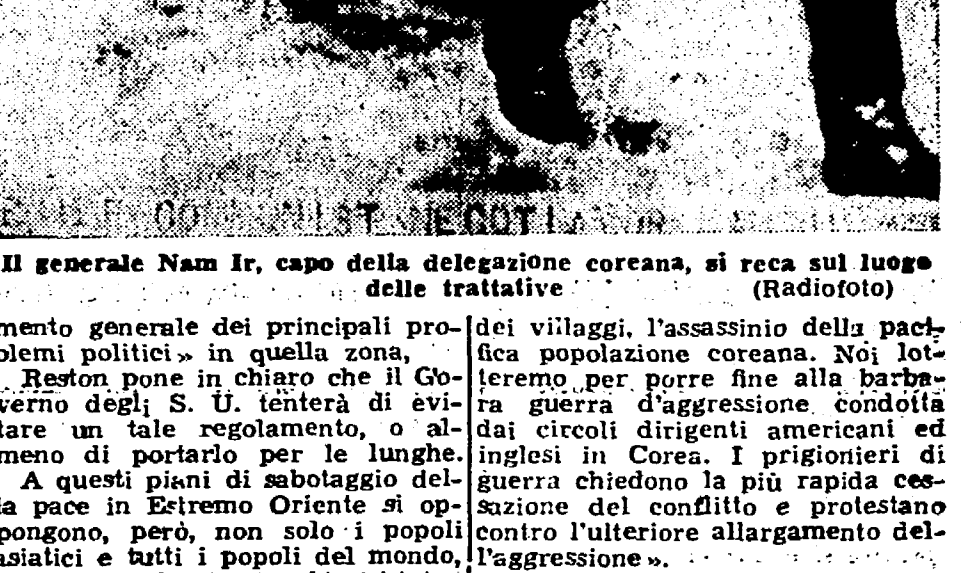 Il generale Nam Ir, capo della delegazione coreana, si reca sul luogo
delle trattative (Radiofoto)
mento generale dei principali pro-
blemi politici» in quella zona,
Reston pone in chiaro che il Go-
verno degli S. U. tenterà di evi-
tare un tale regolamento, o al-
meno di portarlo per le lunghe.
A questi piani di sabotaggio del-
la pace in Estremo Oriente si op-
pongono, però, non solo i popoli
asiatici e tutti i popoli del mondo,
dei villaggi, l'assassinio della paci-
fica popolazione coreana. Noi lot-
teremo per porre fine alla barba-
ra guerra d'aggressione condotta
dai circoli dirigenti americani ed
inglesi in Corea. I prigionieri di
guerra chiedono la più rapida ces-
sazione del conflitto e protestano
contro l'ulteriore allargamento del-
l'aggressione».